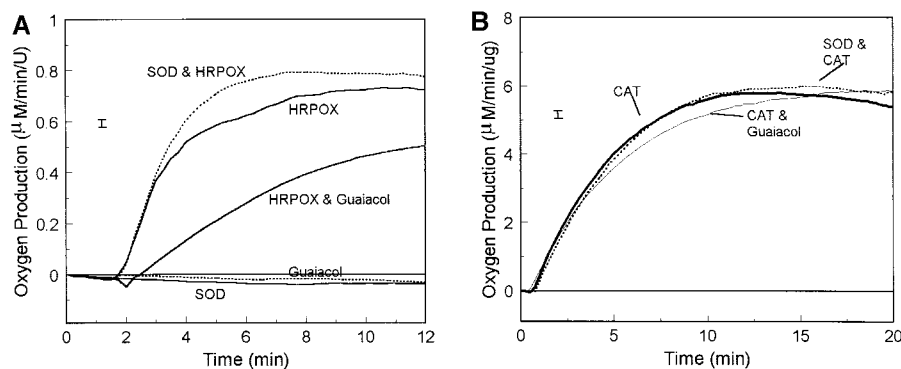 A
Oxygen Production (μM/min/U)
1
0.8
0.6
0.4
0.2
0
SOD & HRPOX
HRPOX
HRPOX & Guaiacol
Guaiacol
SOD
0 2 4 6 8 10 12
Time (min)
B
Oxygen Production (μM/min/ug)
8
6
4
2
0
SOD &
CAT
CAT
CAT &
Guaiacol
0 5 10 15 20
Time (min)